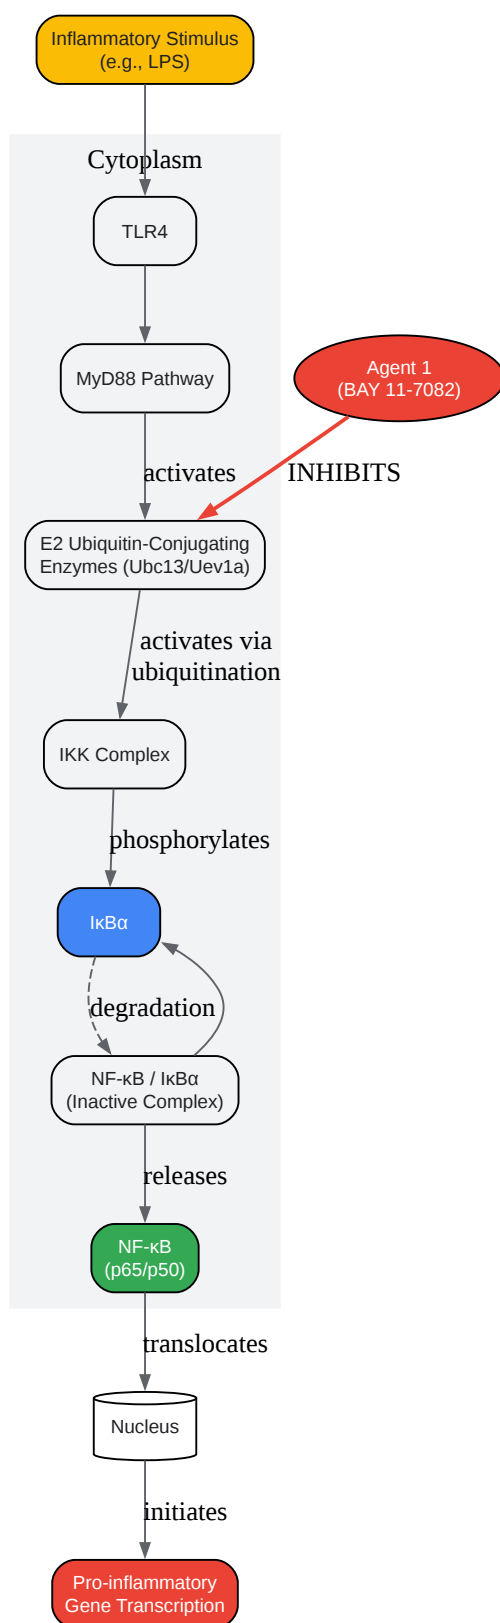 Inflammatory Stimulus
(e.g., LPS)
Cytoplasm
TLR4
MyD88 Pathway
Agent 1
(BAY 11-7082)
activates
INHIBITS
E2 Ubiquitin-Conjugating
Enzymes (Ubc13/Uev1a)
activates via
ubiquitination
IKK Complex
phosphorylates
IκBα
degradation
NF-κB / IκBα
(Inactive Complex)
releases
NF-κB
(p65/p50)
translocates
Nucleus
initiates
Pro-inflammatory
Gene Transcription